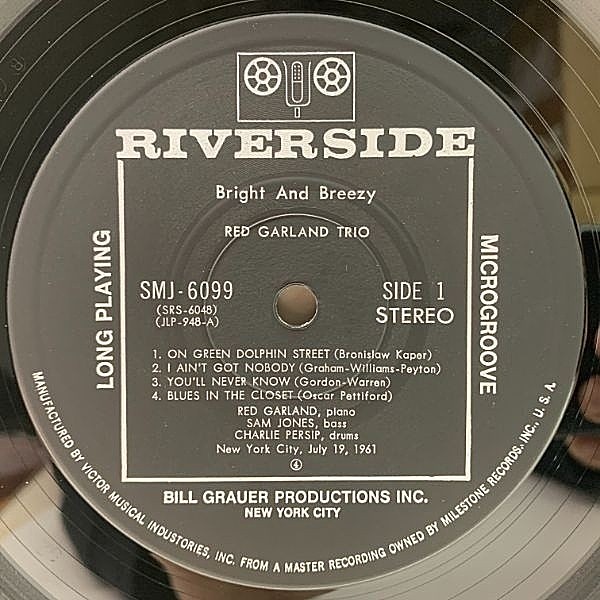 RIVERSIDE
Bright And Breezy
RED GARLAND TRIO
LONG PLAYING
MICROGROOVE
SMJ-6099
(SRS-6048)
(JLP-948-A)
SIDE 1
STEREO
1. ON GREEN DOLPHIN STREET (Bronislaw Kaper)
2. I AIN'T GOT NOBODY (Graham-Williams-Peyton)
3. YOU'LL NEVER KNOW (Gordon-Warren)
4. BLUES IN THE CLOSET (Oscar Pettiford)
RED GARLAND, piano
SAM JONES, bass
CHARLIE PERSIP, drums
New York City, July 19, 1961
④
BILL GRAUER PRODUCTIONS INC.
NEW YORK CITY
MANUFACTURED BY VICTOR MUSICAL INDUSTRIES, INC. FROM A MASTER RECORDING OWNED BY MILESTONE RECORDS, INC., U. S. A.